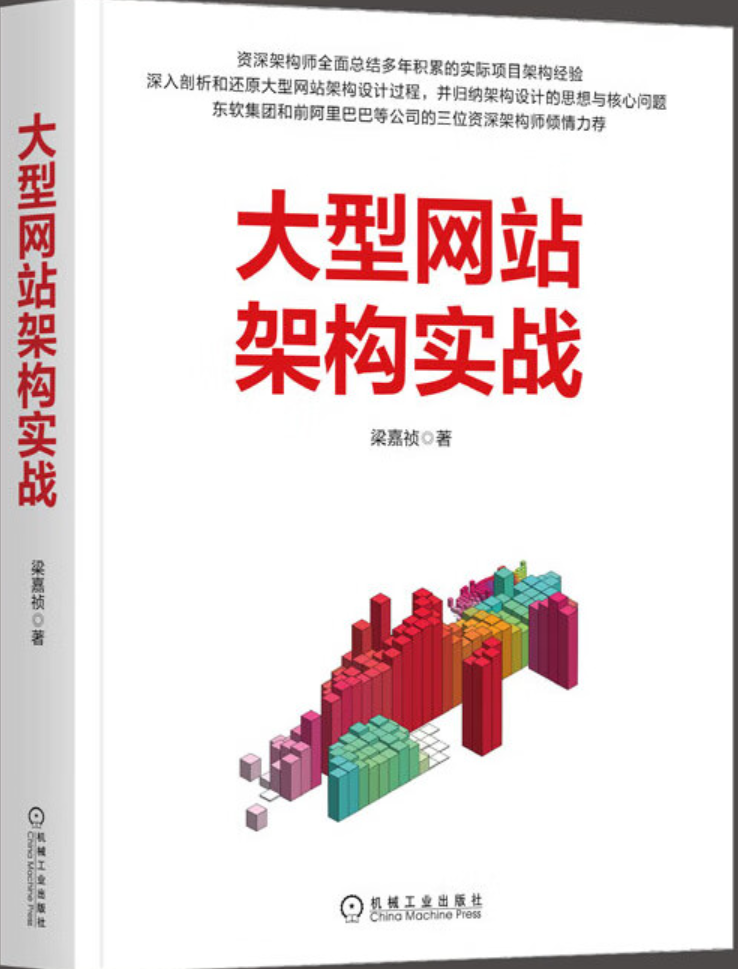 资深架构师全面总结多年积累的实际项目架构经验
深入剖析和还原大型网站架构设计过程，并归纳架构设计的思想与核心问题
东软集团和前阿里巴巴等公司的三位资深架构师倾情力荐
大型网站
架构实战
梁嘉祯◎著
机械工业出版社
China Machine Press
大型网站架构实战
梁嘉祯◎著
机械工业出版社
China Machine Press